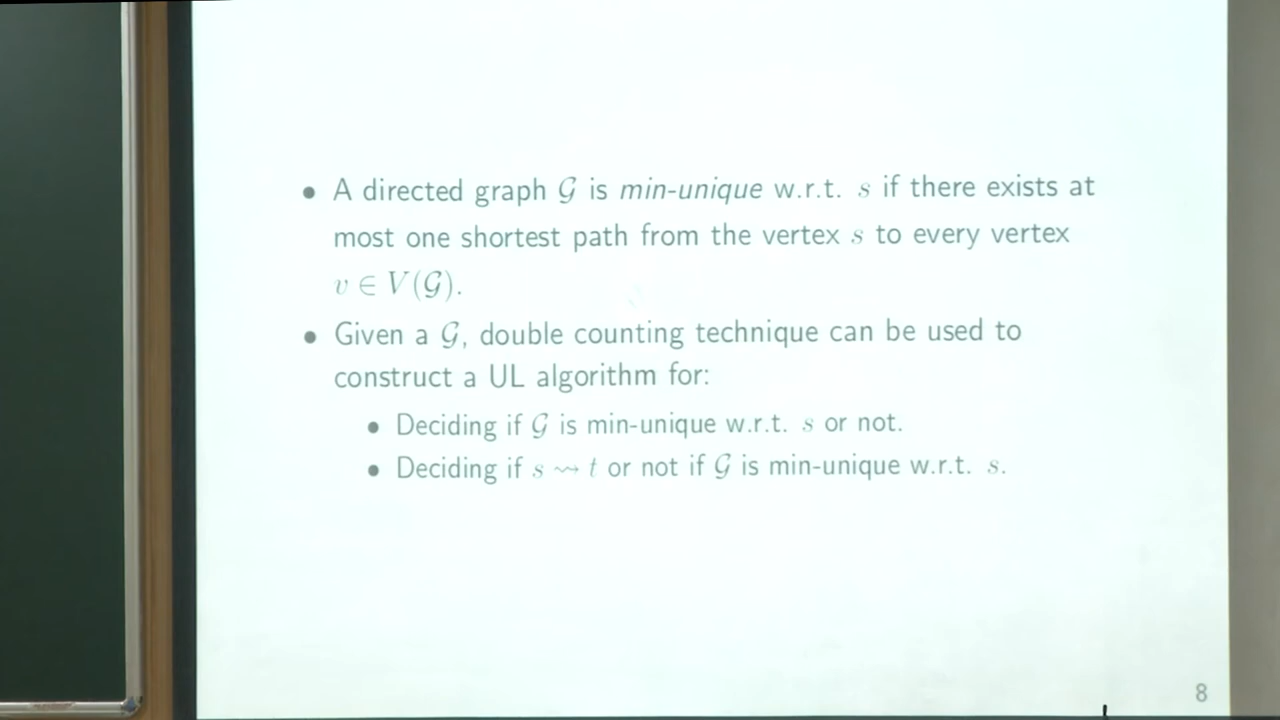 • A directed graph 𝒢 is min-unique w.r.t. s if there exists at
most one shortest path from the vertex s to every vertex
v ∈ V(𝒢).
• Given a 𝒢, double counting technique can be used to
construct a UL algorithm for:
• Deciding if 𝒢 is min-unique w.r.t. s or not.
• Deciding if s ⇝ t or not if 𝒢 is min-unique w.r.t. s.
8